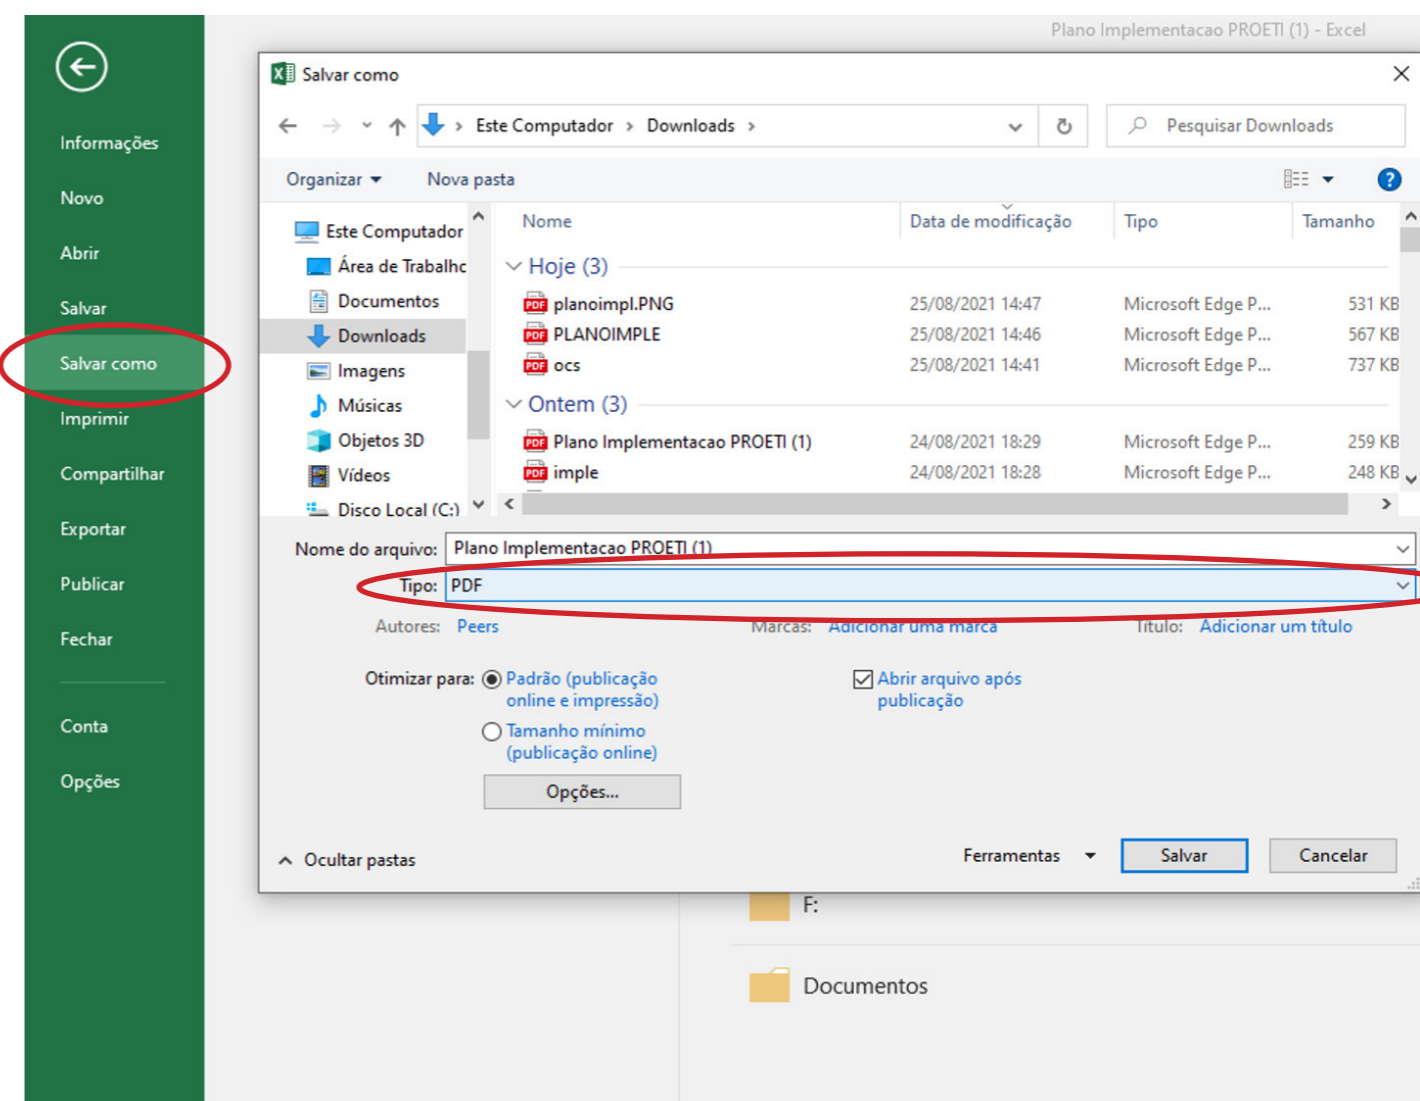 Plano Implementacao PROETI (1) - Excel
Salvar como
Este Computador > Downloads >
Pesquisar Downloads
Informações
Novo
Abrir
Salvar
Salvar como
Imprimir
Compartilhar
Exportar
Publicar
Fechar
Conta
Opções
Organizar
Nova pasta
Este Computador
Área de Trabalhc
Documentos
Downloads
Imagens
Músicas
Objetos 3D
Vídeos
Disco Local (C:)
Nome Data de modificação Tipo Tamanho
Hoje (3)
planoimpl.PNG 25/08/2021 14:47 Microsoft Edge P... 531 KB
PLANOIMPLE 25/08/2021 14:46 Microsoft Edge P... 567 KB
ocs 25/08/2021 14:41 Microsoft Edge P... 737 KB
Ontem (3)
Plano Implementacao PROETI (1) 24/08/2021 18:29 Microsoft Edge P... 259 KB
imple 24/08/2021 18:28 Microsoft Edge P... 248 KB
Nome do arquivo: Plano Implementacao PROETI (1)
Tipo: PDF
Autores: Peers Marcas: Adicionar uma marca Título: Adicionar um título
Otimizar para: Padrão (publicação
online e impressão)
Tamanho mínimo
(publicação online)
Abrir arquivo após
publicação
Opções...
Ocultar pastas
Ferramentas
Salvar
Cancelar
F:
Documentos